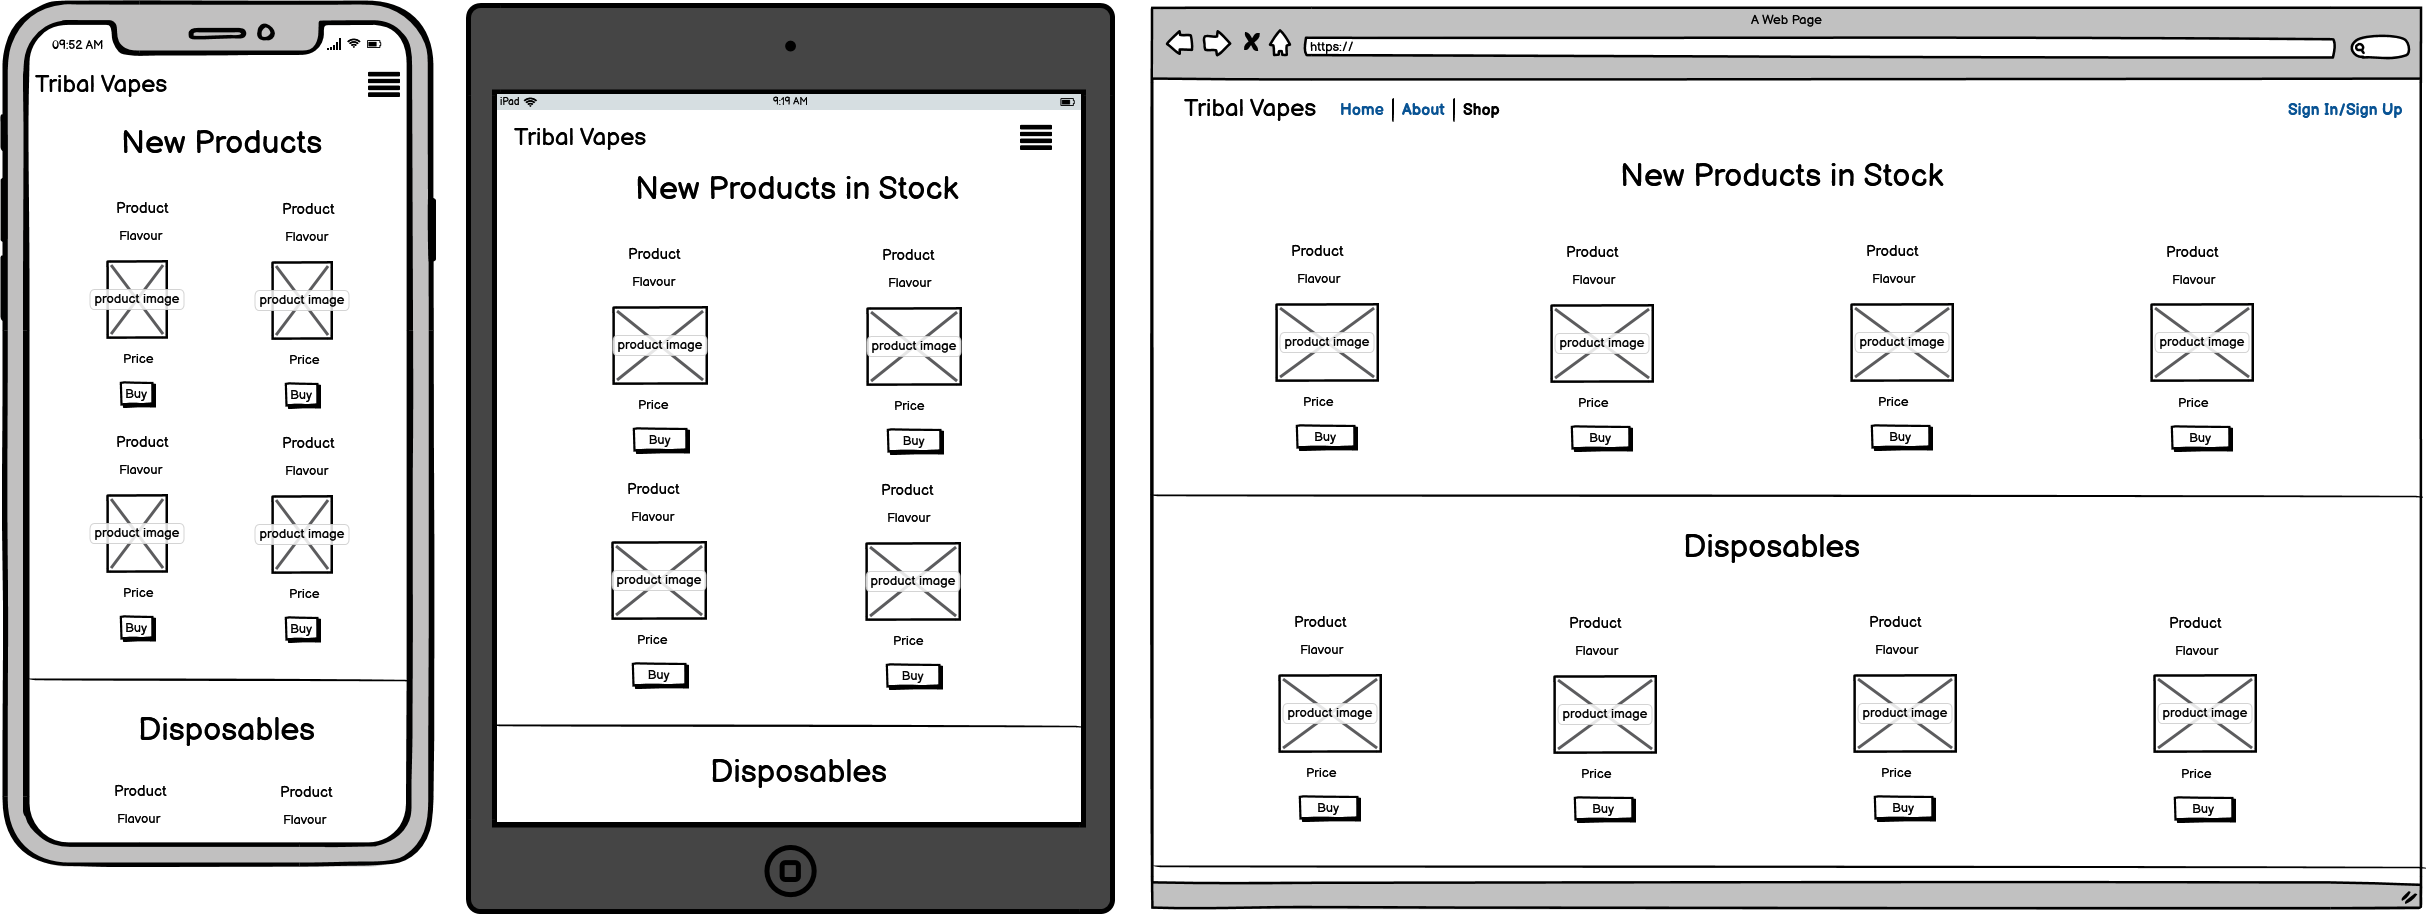 09:52 AM
Tribal Vapes
New Products
Product Product
Flavour Flavour
product image product image
Price Price
Buy Buy
Product Product
Flavour Flavour
product image product image
Price Price
Buy Buy
Disposables
Product Product
Flavour Flavour
iPad 9:19 AM
Tribal Vapes
New Products in Stock
Product Product
Flavour Flavour
product image product image
Price Price
Buy Buy
Product Product
Flavour Flavour
product image product image
Price Price
Buy Buy
Disposables
A Web Page
https://
Tribal Vapes Home About Shop Sign In/Sign Up
New Products in Stock
Product Product Product Product
Flavour Flavour Flavour Flavour
product image product image product image product image
Price Price Price Price
Buy Buy Buy Buy
Disposables
Product Product Product Product
Flavour Flavour Flavour Flavour
product image product image product image product image
Price Price Price Price
Buy Buy Buy Buy